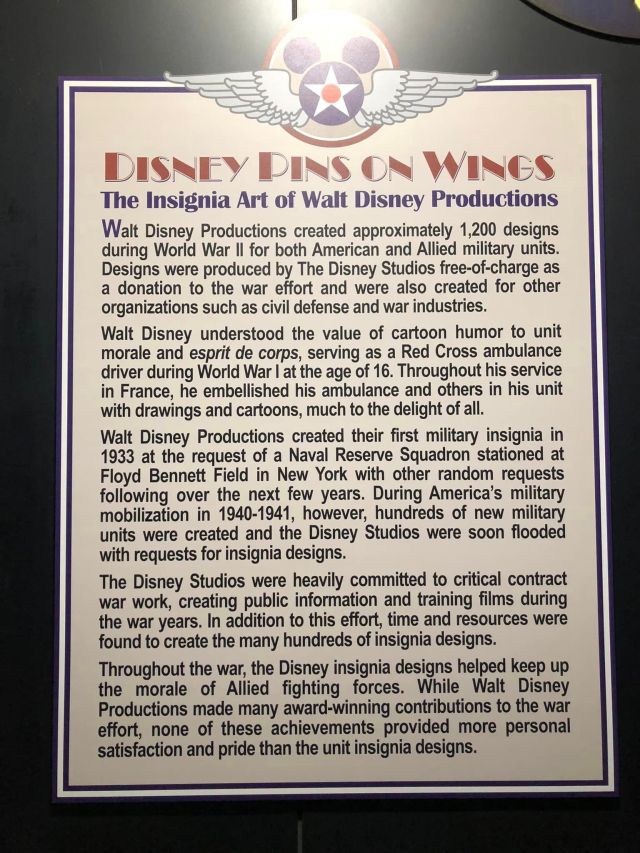 DISNEY PINS ON WINGS
The Insignia Art of Walt Disney Productions
Walt Disney Productions created approximately 1,200 designs
during World War II for both American and Allied military units.
Designs were produced by The Disney Studios free-of-charge as
a donation to the war effort and were also created for other
organizations such as civil defense and war industries.
Walt Disney understood the value of cartoon humor to unit
morale and esprit de corps, serving as a Red Cross ambulance
driver during World War I at the age of 16. Throughout his service
in France, he embellished his ambulance and others in his unit
with drawings and cartoons, much to the delight of all.
Walt Disney Productions created their first military insignia in
1933 at the request of a Naval Reserve Squadron stationed at
Floyd Bennett Field in New York with other random requests
following over the next few years. During America's military
mobilization in 1940-1941, however, hundreds of new military
units were created and the Disney Studios were soon flooded
with requests for insignia designs.
The Disney Studios were heavily committed to critical contract
war work, creating public information and training films during
the war years. In addition to this effort, time and resources were
found to create the many hundreds of insignia designs.
Throughout the war, the Disney insignia designs helped keep up
the morale of Allied fighting forces. While Walt Disney
Productions made many award-winning contributions to the war
effort, none of these achievements provided more personal
satisfaction and pride than the unit insignia designs.